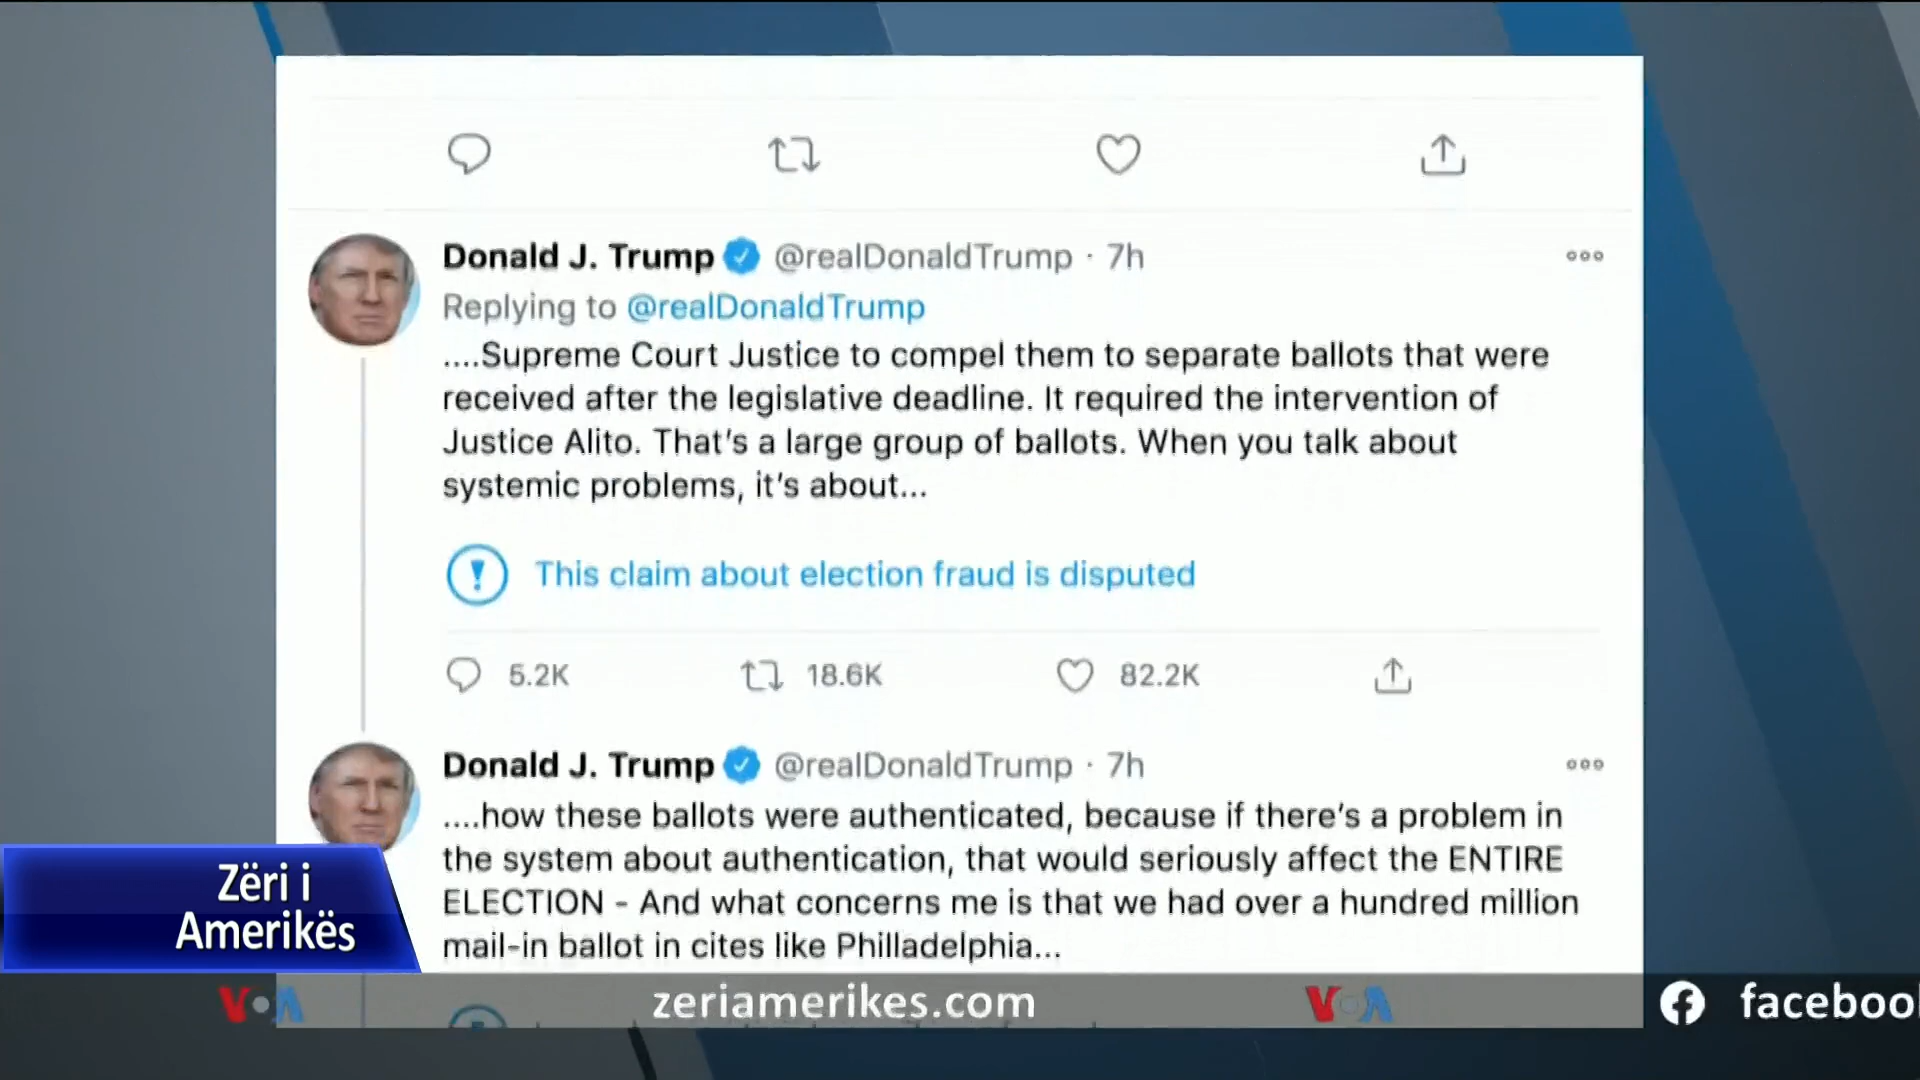 Donald J. Trump @realDonaldTrump · 7h
Replying to @realDonaldTrump
....Supreme Court Justice to compel them to separate ballots that were
received after the legislative deadline. It required the intervention of
Justice Alito. That's a large group of ballots. When you talk about
systemic problems, it's about...
This claim about election fraud is disputed
5.2K 18.6K 82.2K
Donald J. Trump @realDonaldTrump · 7h
....how these ballots were authenticated, because if there's a problem in
the system about authentication, that would seriously affect the ENTIRE
ELECTION - And what concerns me is that we had over a hundred million
mail-in ballot in cites like Philladelphia...
Zëri i
Amerikës
VOA zeriamerikes.com VOA facebook